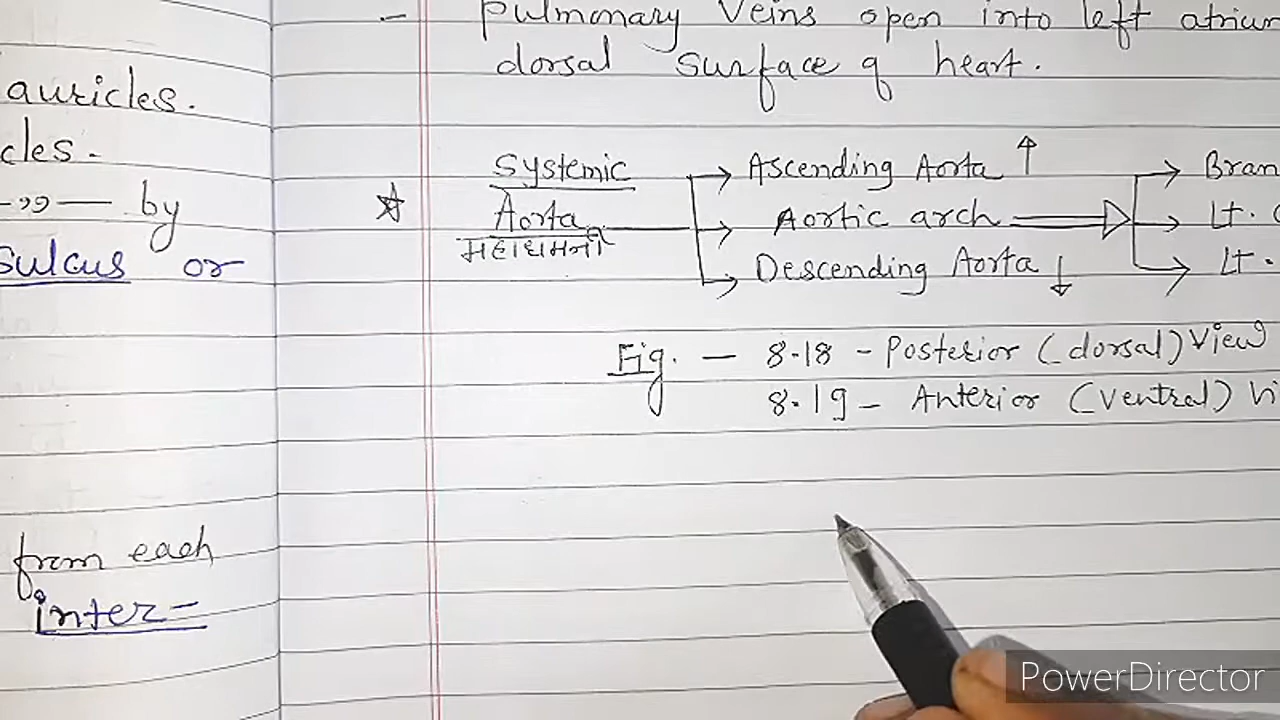 auricles.
cles.
-,,- by
sulcus or
from each
inter-
- Pulmonary Veins open into left atrium
dorsal surface of heart.
☆ Systemic Aorta महाधमनी
→ Ascending Aorta ↑
→ Aortic arch ⇒
→ Descending Aorta ↓
→ Bran
→ Lt. C
→ Lt.
Fig. - 8.18 - Posterior (dorsal) View
8.19 - Anterior (Ventral) Vi
PowerDirector